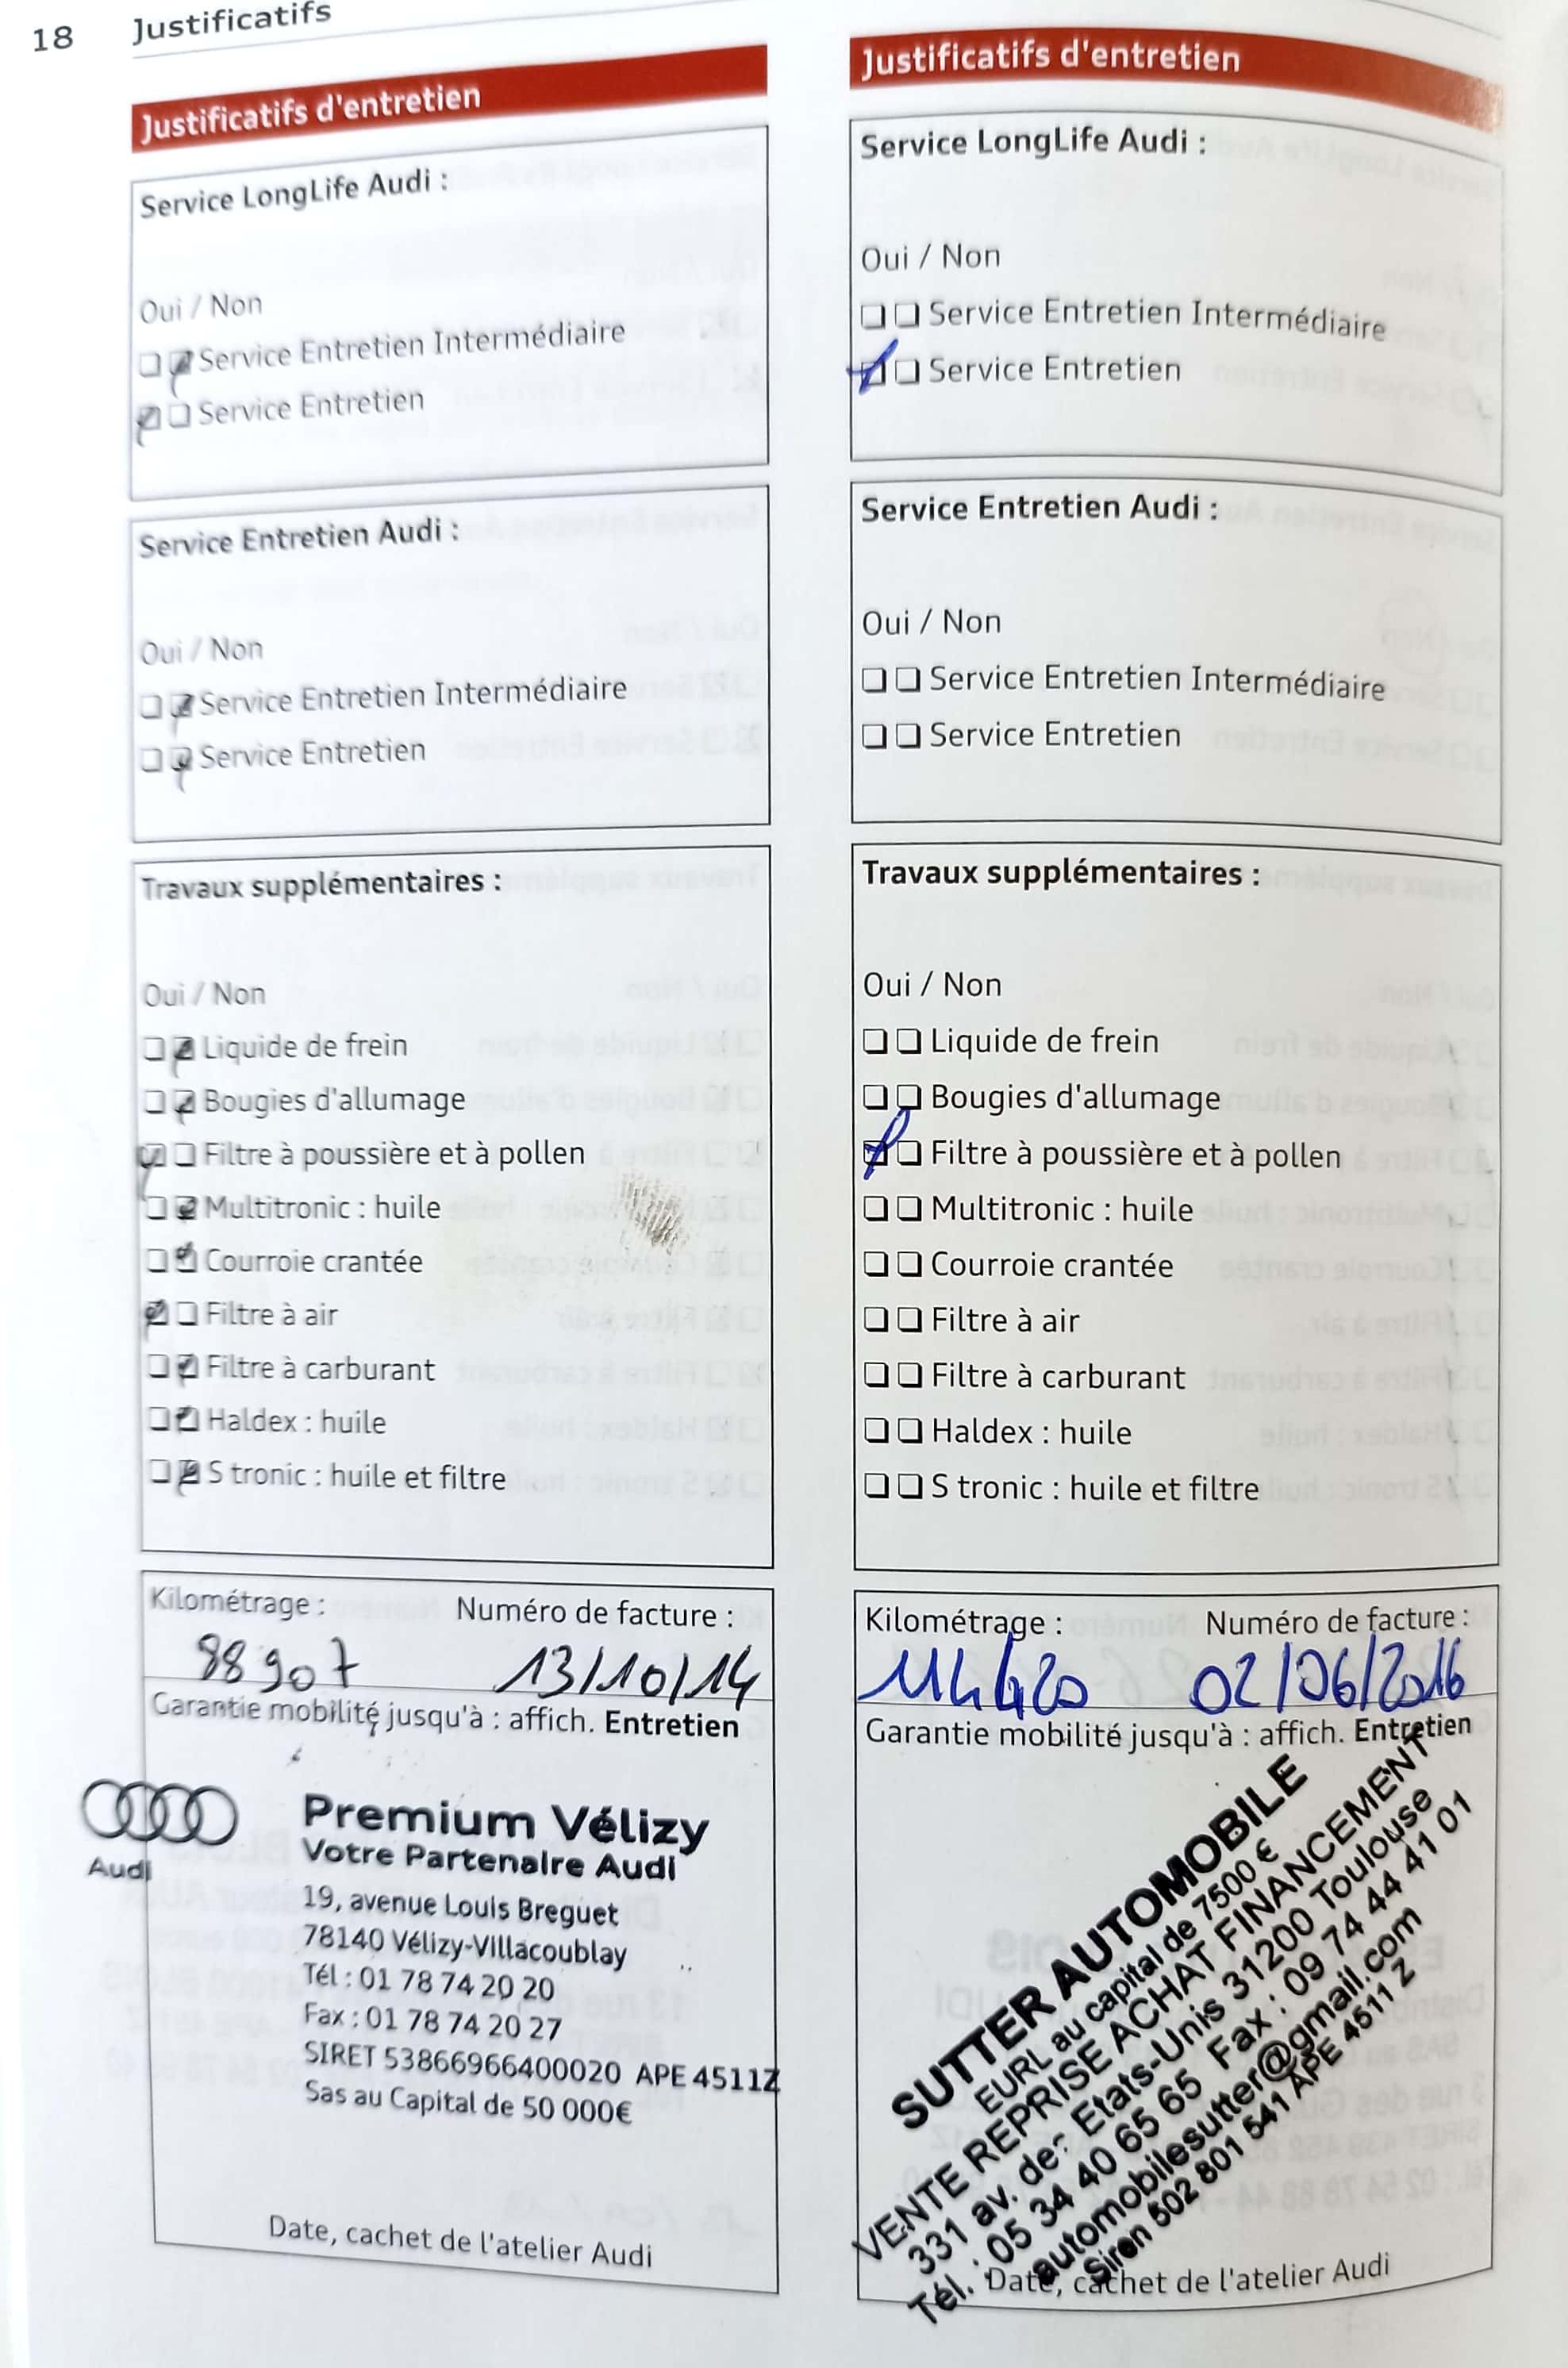 18 Justificatifs
Justificatifs d'entretien
Service LongLife Audi :
Oui / Non
Service Entretien Intermédiaire
Service Entretien
Service Entretien Audi :
Oui / Non
Service Entretien Intermédiaire
Service Entretien
Travaux supplémentaires :
Oui / Non
Liquide de frein
Bougies d'allumage
Filtre à poussière et à pollen
Multitronic : huile
Courroie crantée
Filtre à air
Filtre à carburant
Haldex : huile
S tronic : huile et filtre
Kilométrage : Numéro de facture :
98 907 13/10/14
Garantie mobilité jusqu'à : affich. Entretien
Audi
Premium Vélizy
Votre Partenaire Audi
19, avenue Louis Breguet
78140 Vélizy-Villacoublay
Tél : 01 78 74 20 20
Fax : 01 78 74 20 27
SIRET 53866966400020 APE 4511Z
Sas au Capital de 50 000€
Date, cachet de l'atelier Audi
Justificatifs d'entretien
Service LongLife Audi :
Oui / Non
Service Entretien Intermédiaire
Service Entretien
Service Entretien Audi :
Oui / Non
Service Entretien Intermédiaire
Service Entretien
Travaux supplémentaires :
Oui / Non
Liquide de frein
Bougies d'allumage
Filtre à poussière et à pollen
Multitronic : huile
Courroie crantée
Filtre à air
Filtre à carburant
Haldex : huile
S tronic : huile et filtre
Kilométrage : Numéro de facture :
114420 02/06/2016
Garantie mobilité jusqu'à : affich. Entretien
SUTTER AUTOMOBILE
EURL au capital de 7500 €
VENTE REPRISE ACHAT FINANCEMENT
331 av. de: Etats-Unis 31200 Toulouse
Tél. : 05 34 40 65 65 Fax : 09 74 44 41 01
automobilesutter@gmail.com
Siren 502 801 541 APE 4511 Z
Date, cachet de l'atelier Audi